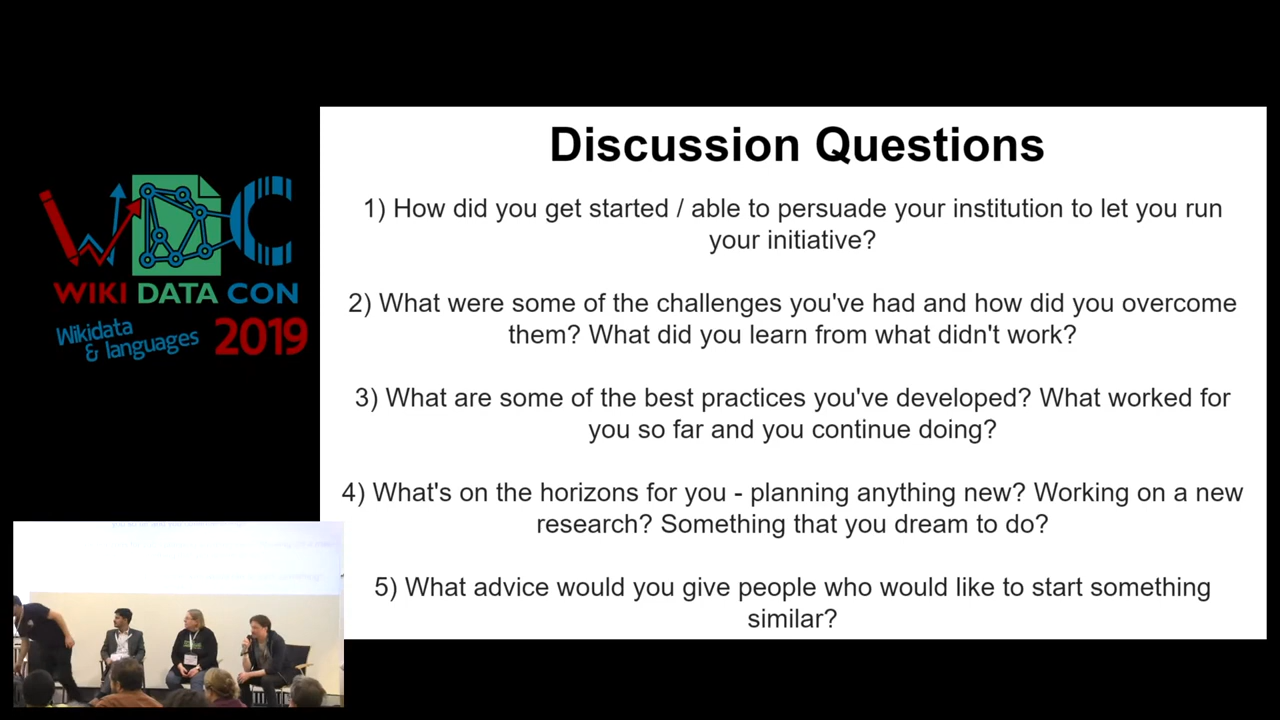 WDC
WIKI DATA CON
Wikidata
& languages
2019
Discussion Questions
1) How did you get started / able to persuade your institution to let you run
your initiative?
2) What were some of the challenges you've had and how did you overcome
them? What did you learn from what didn't work?
3) What are some of the best practices you've developed? What worked for
you so far and you continue doing?
4) What's on the horizons for you - planning anything new? Working on a new
research? Something that you dream to do?
5) What advice would you give people who would like to start something
similar?